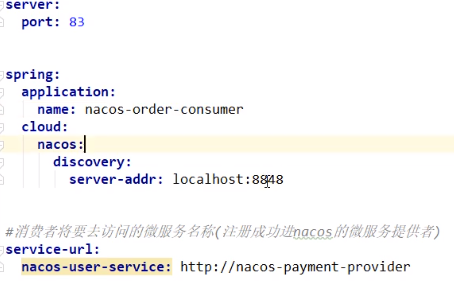 server:
  port: 83
spring:
  application:
    name: nacos-order-consumer
  cloud:
    nacos:
      discovery:
        server-addr: localhost:8848
#消费者将要去访问的微服务名称(注册成功进nacos的微服务提供者)
service-url:
  nacos-user-service: http://nacos-payment-provider